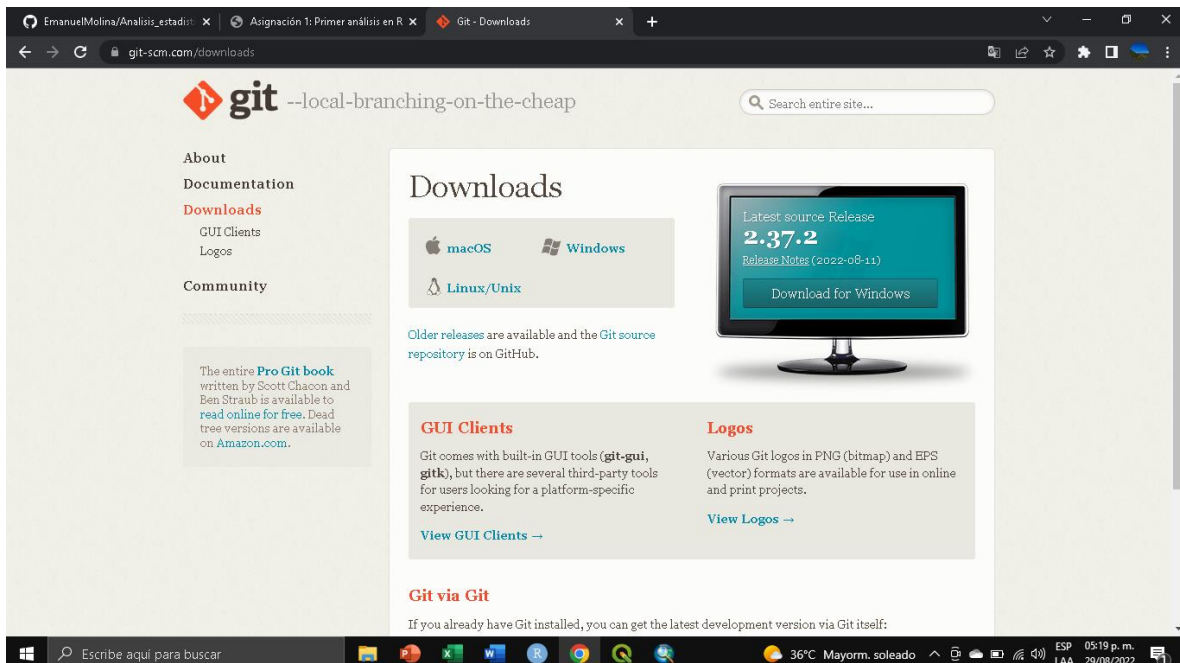 EmanuelMolina/Analisis_estadist
Asignación 1: Primer análisis en R
Git - Downloads
git-scm.com/downloads
git --local-branching-on-the-cheap
Search entire site...
About
Documentation
Downloads
GUI Clients
Logos
Community
The entire Pro Git book
written by Scott Chacon and
Ben Straub is available to
read online for free. Dead
tree versions are available
on Amazon.com.
Downloads
macOS
Windows
Linux/Unix
Older releases are available and the Git source
repository is on GitHub.
Latest source Release
2.37.2
Release Notes (2022-08-11)
Download for Windows
GUI Clients
Git comes with built-in GUI tools (git-gui,
gitk), but there are several third-party tools
for users looking for a platform-specific
experience.
View GUI Clients →
Logos
Various Git logos in PNG (bitmap) and EPS
(vector) formats are available for use in online
and print projects.
View Logos →
Git via Git
If you already have Git installed, you can get the latest development version via Git itself:
Escribe aquí para buscar
36°C Mayorm. soleado
ESP
LAA
05:19 p. m.
29/08/2022